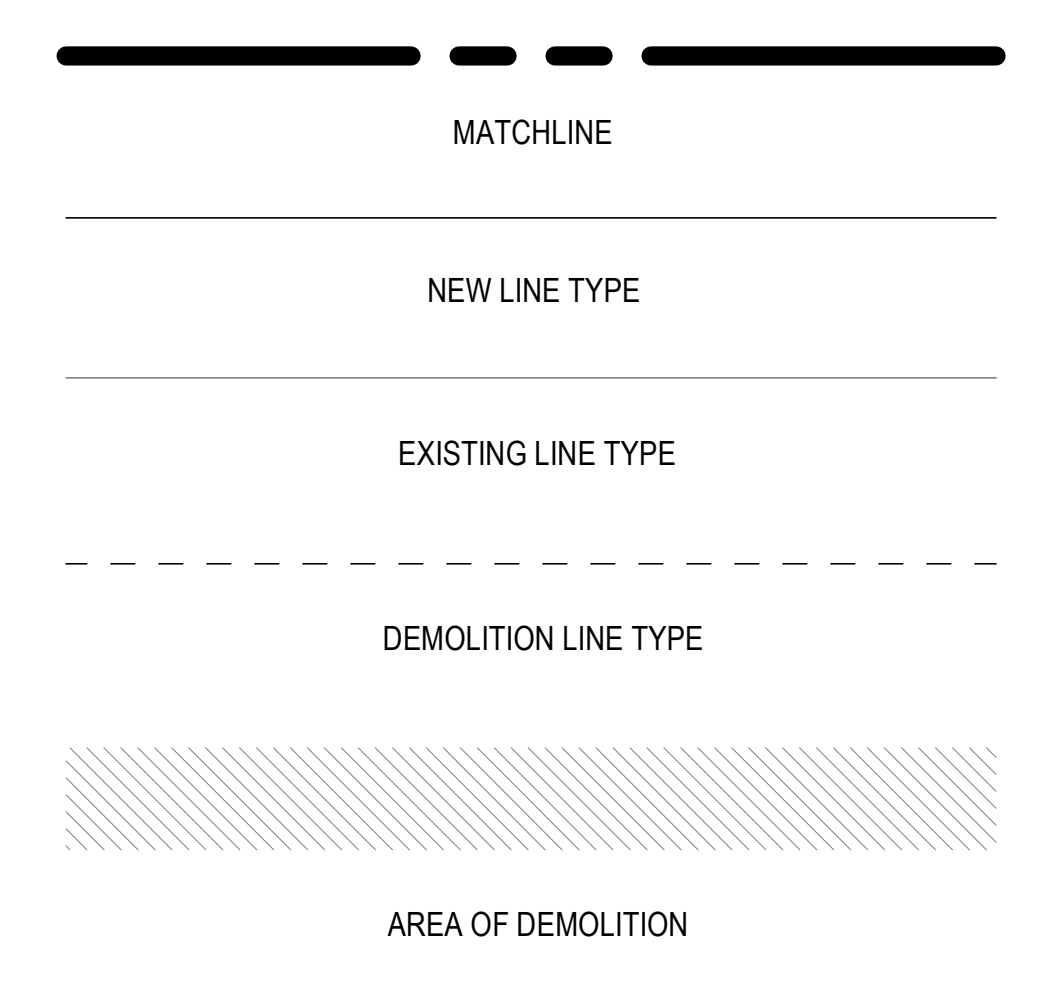 MATCHLINE
NEW LINE TYPE
EXISTING LINE TYPE
DEMOLITION LINE TYPE
AREA OF DEMOLITION